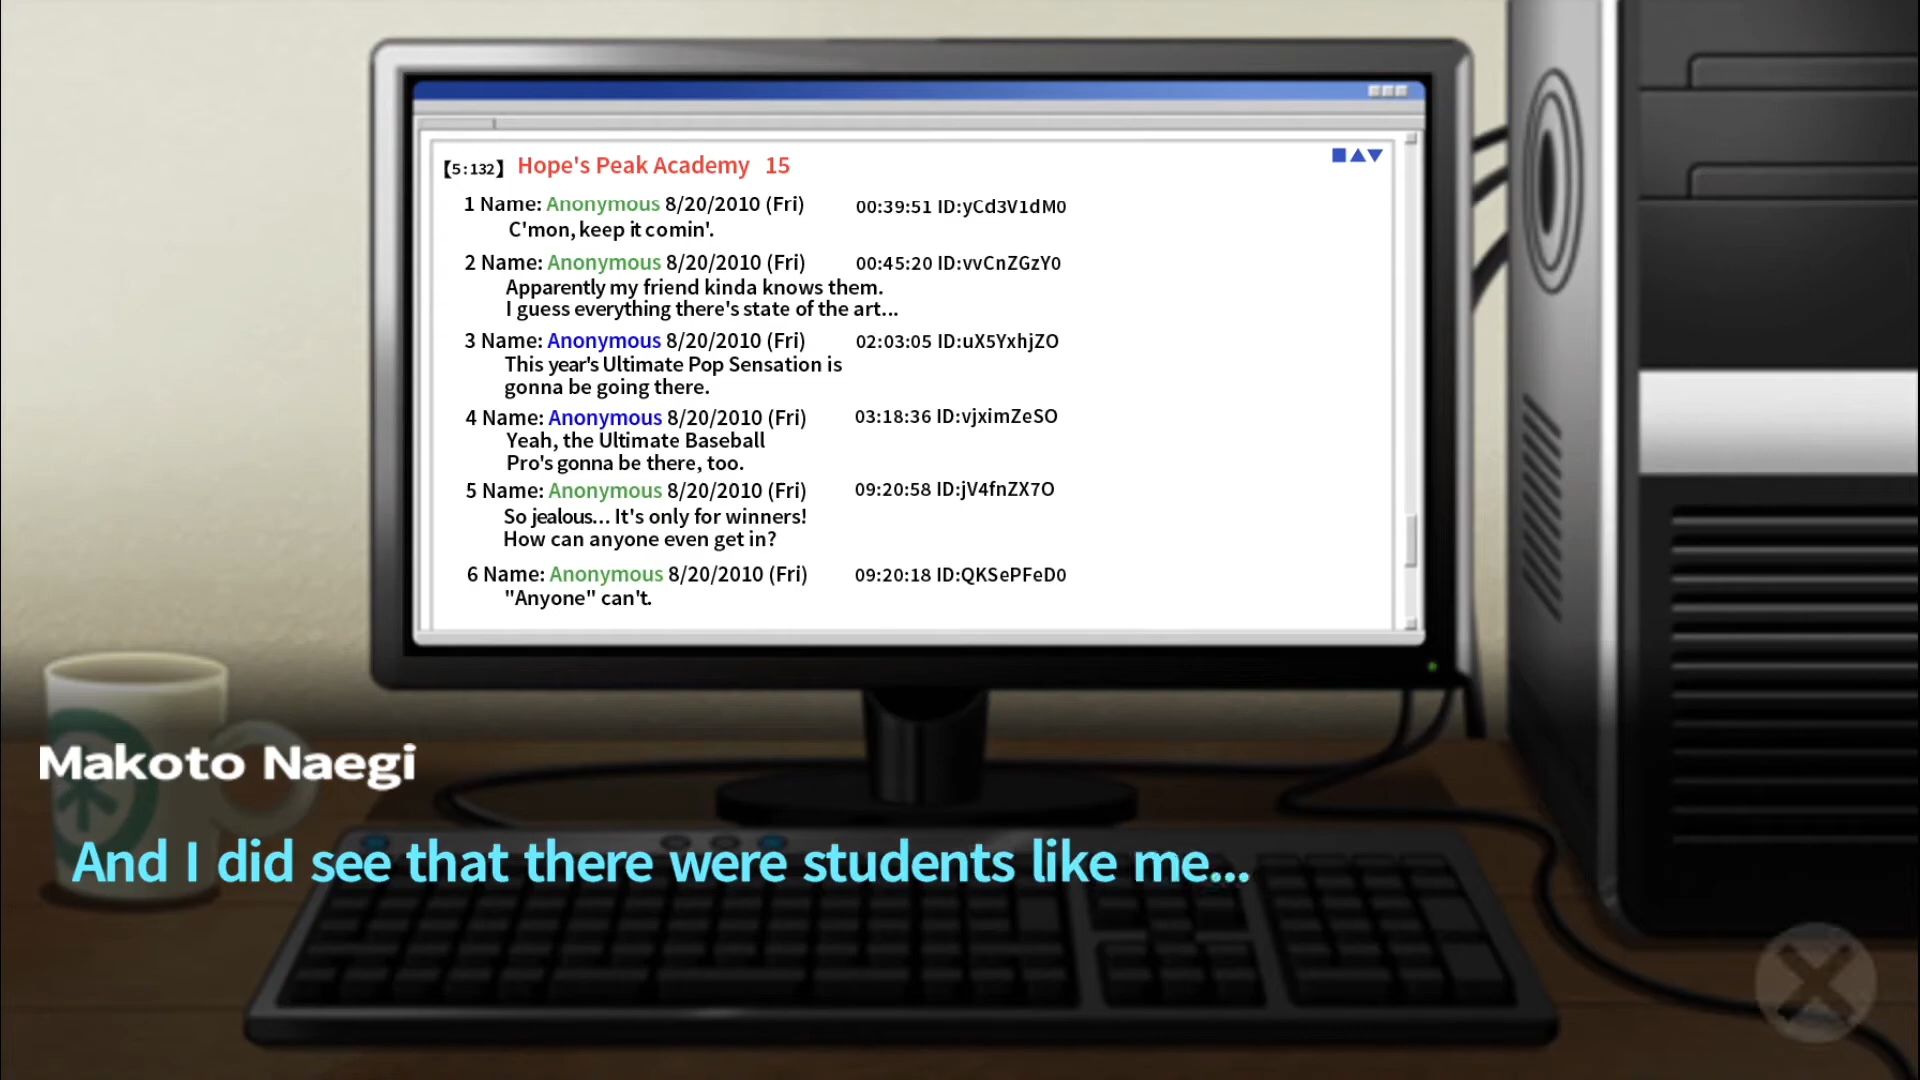 【5:132】 Hope's Peak Academy 15
1 Name: Anonymous 8/20/2010 (Fri) 00:39:51 ID:yCd3V1dM0
C'mon, keep it comin'.
2 Name: Anonymous 8/20/2010 (Fri) 00:45:20 ID:vvCnZGzY0
Apparently my friend kinda knows them.
I guess everything there's state of the art...
3 Name: Anonymous 8/20/2010 (Fri) 02:03:05 ID:uX5YxhjZO
This year's Ultimate Pop Sensation is
gonna be going there.
4 Name: Anonymous 8/20/2010 (Fri) 03:18:36 ID:vjximZeSO
Yeah, the Ultimate Baseball
Pro's gonna be there, too.
5 Name: Anonymous 8/20/2010 (Fri) 09:20:58 ID:jV4fnZX7O
So jealous... It's only for winners!
How can anyone even get in?
6 Name: Anonymous 8/20/2010 (Fri) 09:20:18 ID:QKSePFeD0
"Anyone" can't.
Makoto Naegi
And I did see that there were students like me...